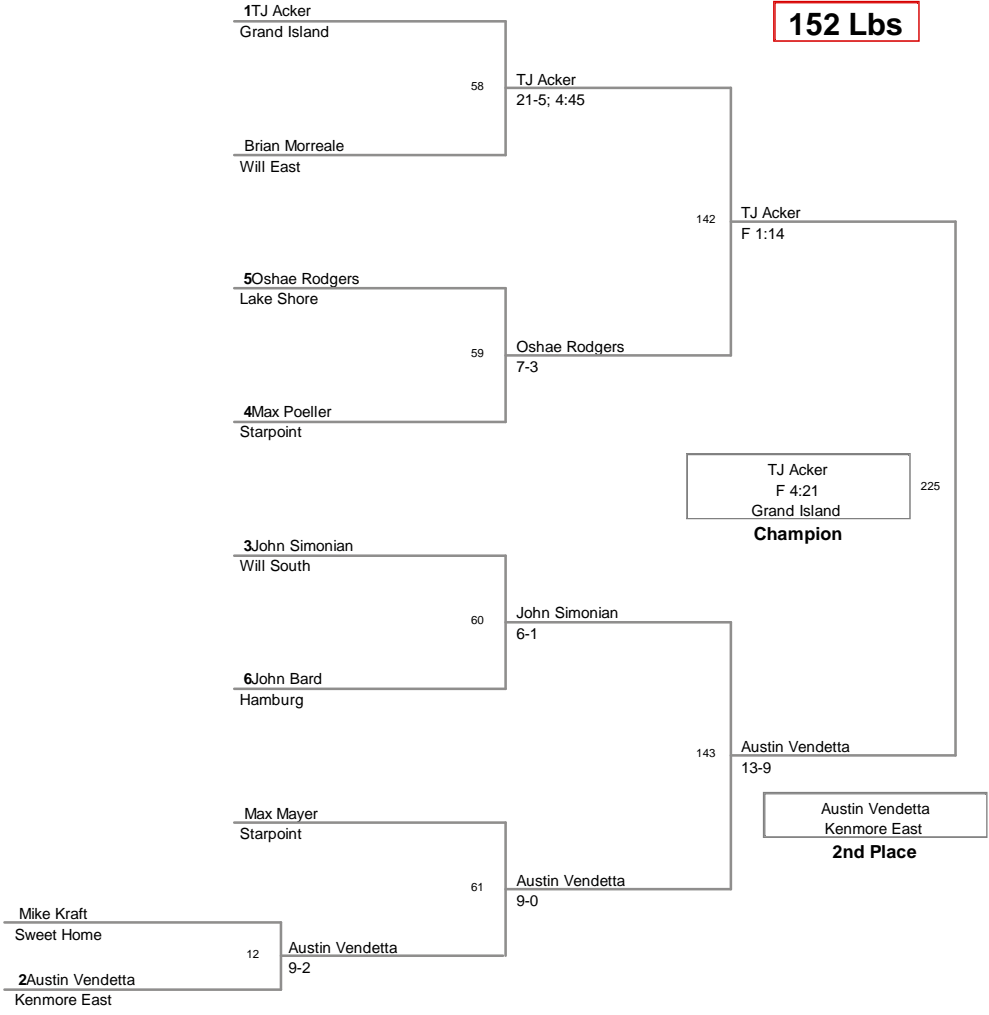 152 Lbs
1TJ Acker
Grand Island
58
TJ Acker
21-5; 4:45
Brian Morreale
Will East
142
TJ Acker
F 1:14
5Oshae Rodgers
Lake Shore
59
Oshae Rodgers
7-3
4Max Poeller
Starpoint
TJ Acker
F 4:21
Grand Island
Champion
225
3John Simonian
Will South
60
John Simonian
6-1
6John Bard
Hamburg
143
Austin Vendetta
13-9
Austin Vendetta
Kenmore East
2nd Place
Max Mayer
Starpoint
61
Austin Vendetta
9-0
Mike Kraft
Sweet Home
12
Austin Vendetta
9-2
2Austin Vendetta
Kenmore East